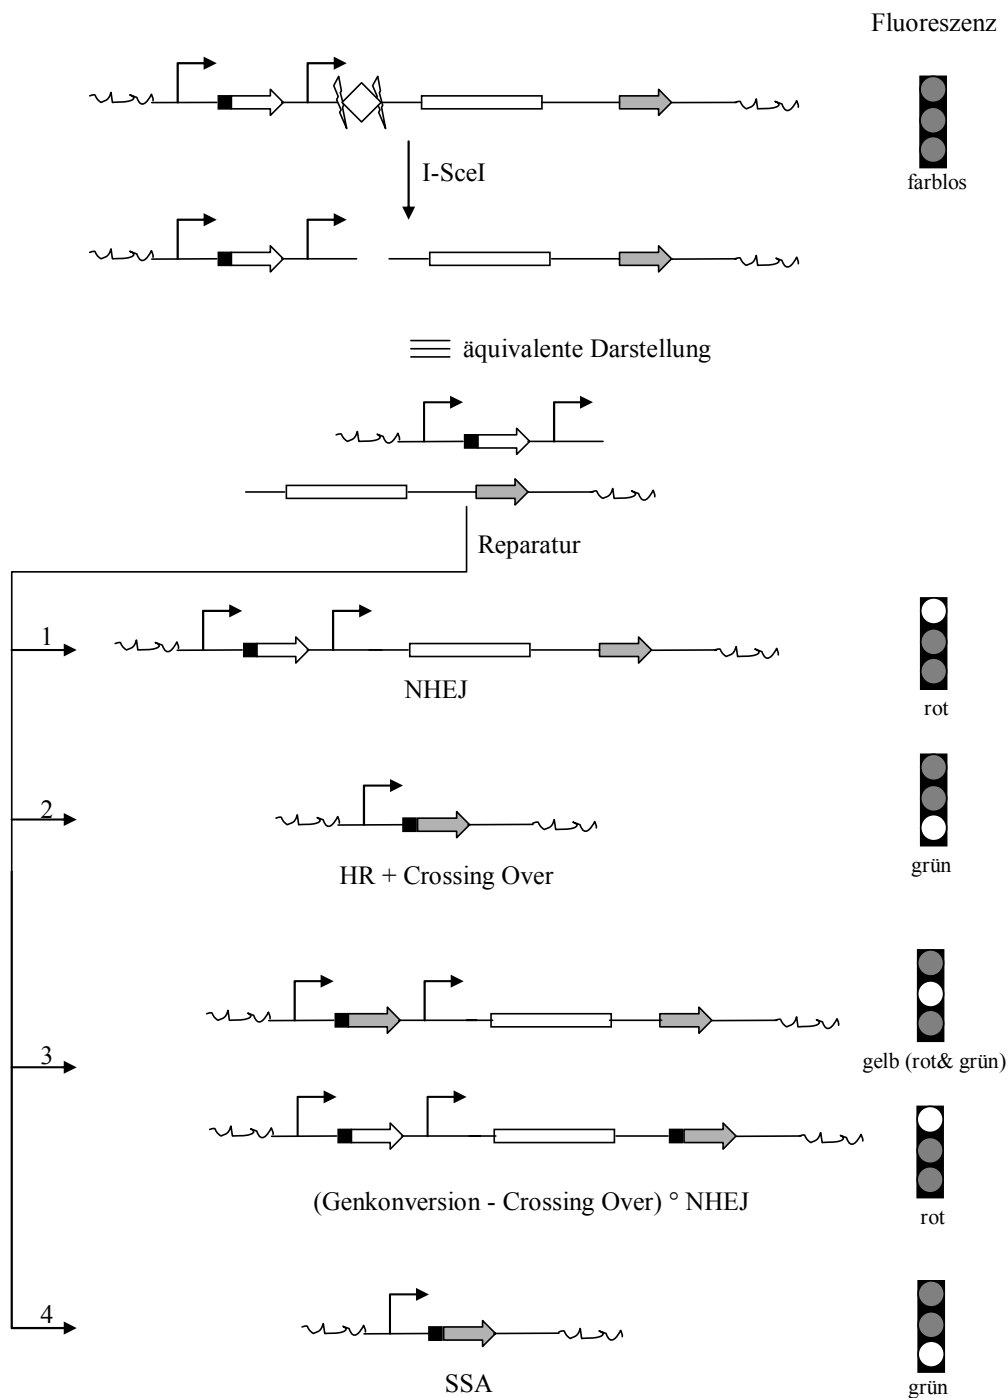 Fluoreszenz
farblos
I-SceI
äquivalente Darstellung
Reparatur
1
NHEJ
rot
2
HR + Crossing Over
grün
3
gelb (rot& grün)
(Genkonversion - Crossing Over) ° NHEJ
rot
4
SSA
grün